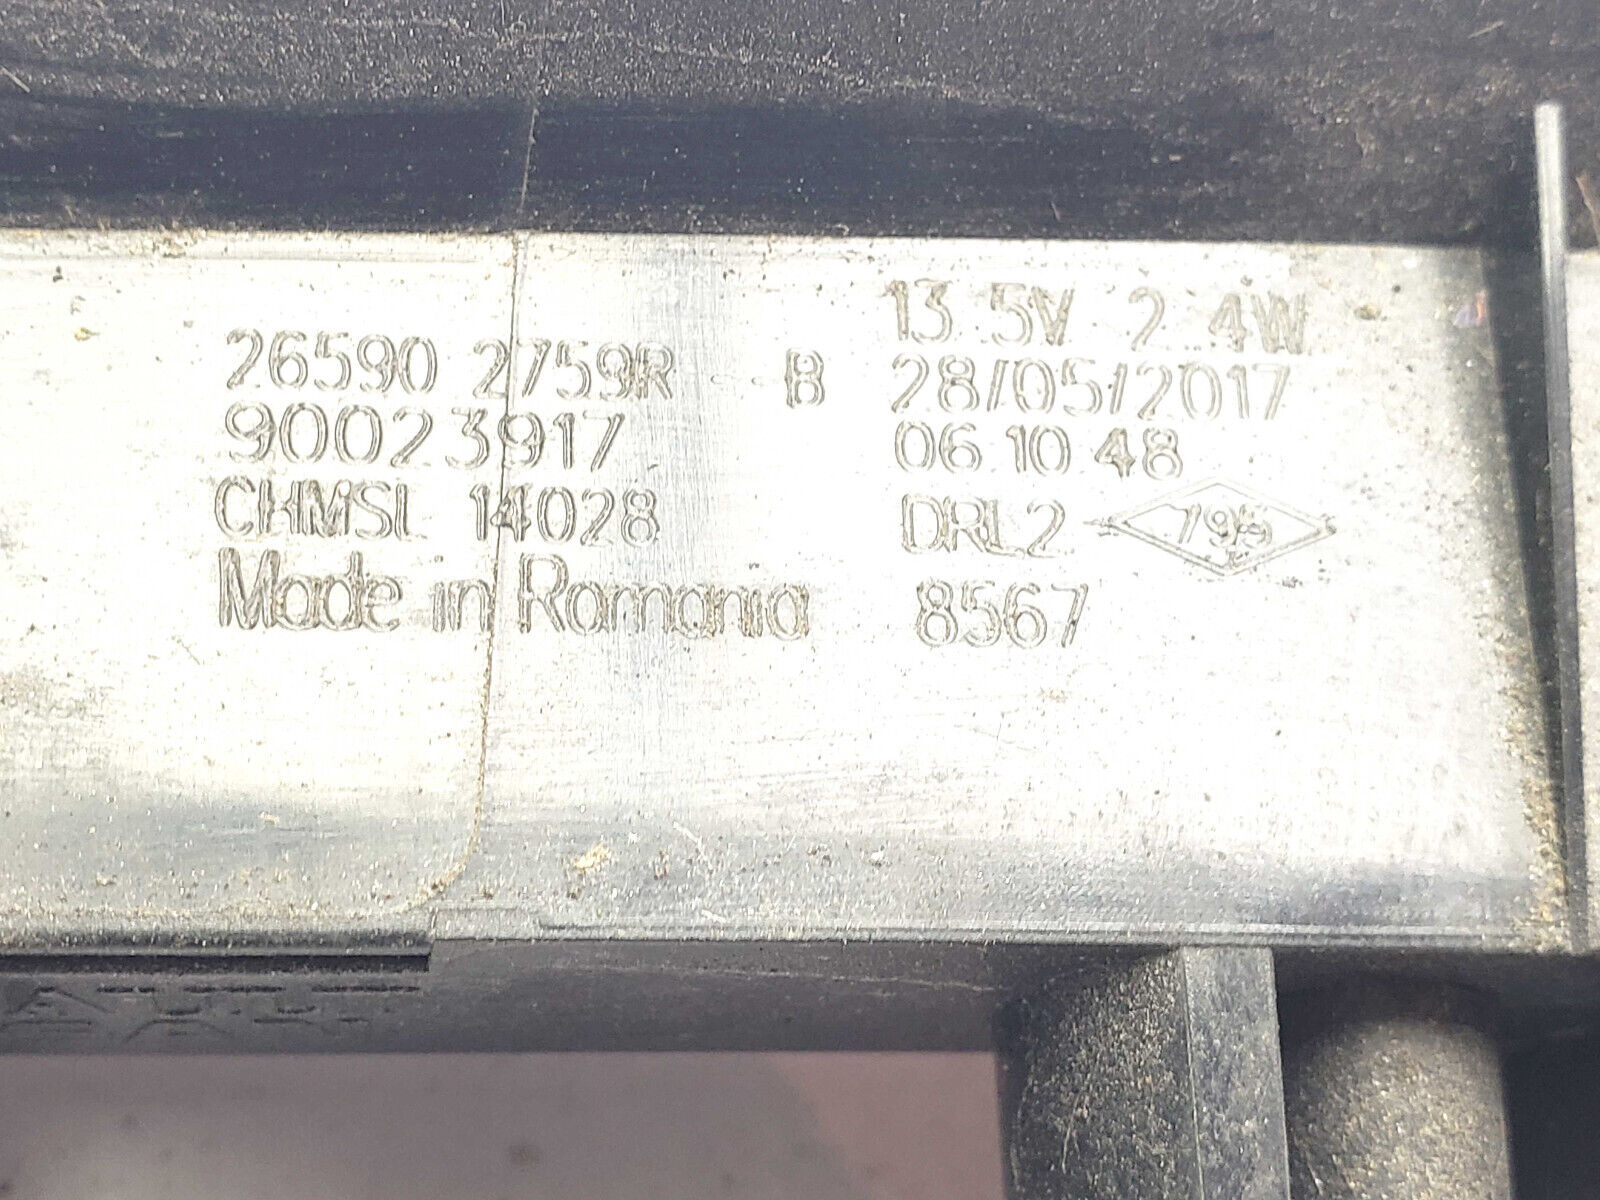 26590 2759R - - B
90023917
CHMSL 14028
Made in Romania
13.5V 2.4W
28/05/2017
06 10 48
DRL2
8567